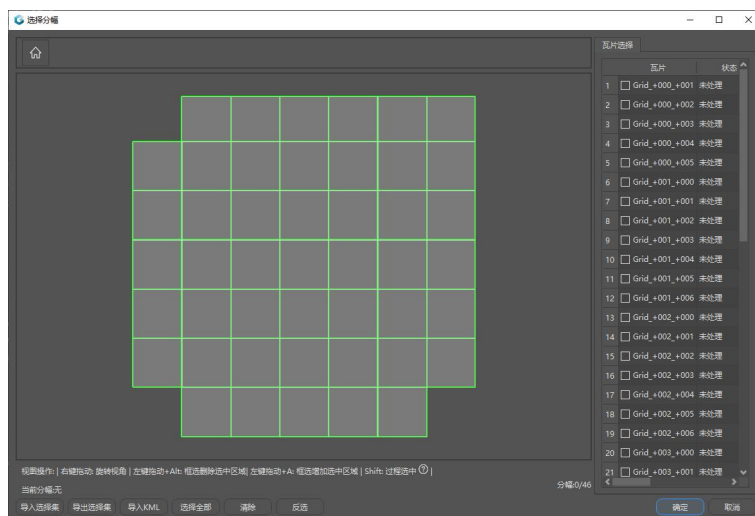 选择分幅
瓦片选择
瓦片 状态
1 Grid_+000_+001 未处理
2 Grid_+000_+002 未处理
3 Grid_+000_+003 未处理
4 Grid_+000_+004 未处理
5 Grid_+000_+005 未处理
6 Grid_+001_+000 未处理
7 Grid_+001_+001 未处理
8 Grid_+001_+002 未处理
9 Grid_+001_+003 未处理
10 Grid_+001_+004 未处理
11 Grid_+001_+005 未处理
12 Grid_+001_+006 未处理
13 Grid_+002_+000 未处理
14 Grid_+002_+001 未处理
15 Grid_+002_+002 未处理
16 Grid_+002_+003 未处理
17 Grid_+002_+004 未处理
18 Grid_+002_+005 未处理
19 Grid_+002_+006 未处理
20 Grid_+003_+000 未处理
21 Grid_+003_+001 未处理
视图操作: | 右键拖动: 旋转视角 | 左键拖动+Alt: 框选删除选中区域| 左键拖动+A: 框选增加选中区域 | Shift: 过程选中 ? |
当前分幅:无
分幅:0/46
导入选择集 导出选择集 导入KML 选择全部 清除 反选 确定 取消